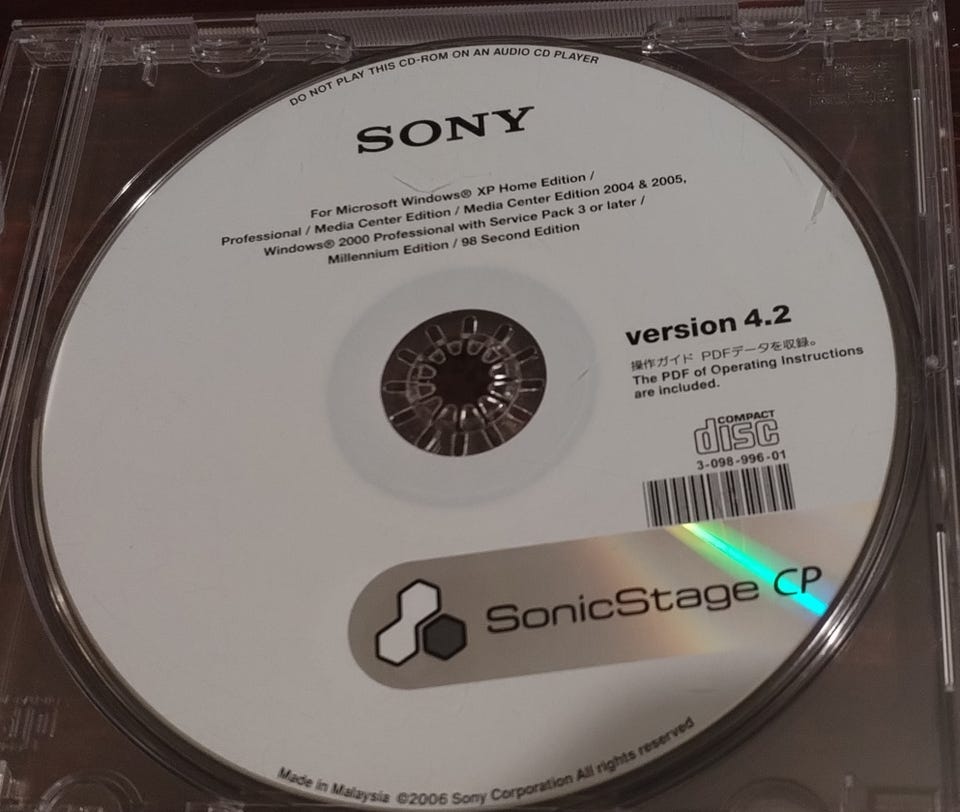 DO NOT PLAY THIS CD-ROM ON AN AUDIO CD PLAYER
SONY
For Microsoft Windows® XP Home Edition /
Professional / Media Center Edition / Media Center Edition 2004 & 2005,
Windows® 2000 Professional with Service Pack 3 or later /
Millennium Edition / 98 Second Edition
version 4.2
操作ガイド PDFデータを収録。
The PDF of Operating Instructions
are included.
COMPACT
disc
3-098-996-01
SonicStage CP
Made in Malaysia ©2006 Sony Corporation All rights reserved